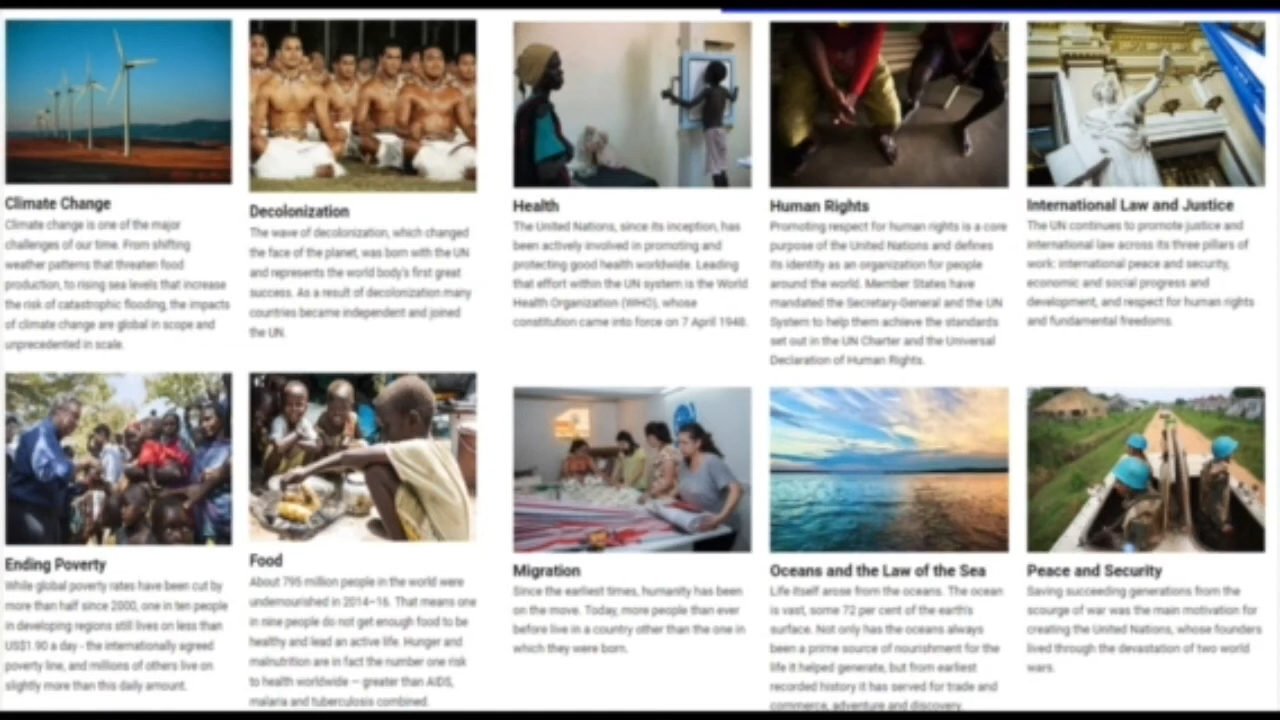 Climate Change
Climate change is one of the major
challenges of our time. From shifting
weather patterns that threaten food
production, to rising sea levels that increase
the risk of catastrophic flooding, the impacts
of climate change are global in scope and
unprecedented in scale.
Decolonization
The wave of decolonization, which changed
the face of the planet, was born with the UN
and represents the world body's first great
success. As a result of decolonization many
countries became independent and joined
the UN.
Health
The United Nations, since its inception, has
been actively involved in promoting and
protecting good health worldwide. Leading
that effort within the UN system is the World
Health Organization (WHO), whose
constitution came into force on 7 April 1948.
Human Rights
Promoting respect for human rights is a core
purpose of the United Nations and defines
its identity as an organization for people
around the world. Member States have
mandated the Secretary-General and the UN
System to help them achieve the standards
set out in the UN Charter and the Universal
Declaration of Human Rights.
International Law and Justice
The UN continues to promote justice and
international law across its three pillars of
work: international peace and security,
economic and social progress and
development, and respect for human rights
and fundamental freedoms.
Ending Poverty
While global poverty rates have been cut by
more than half since 2000, one in ten people
in developing regions still lives on less than
US$1.90 a day - the internationally agreed
poverty line, and millions of others live on
slightly more than this daily amount.
Food
About 795 million people in the world were
undernourished in 2014–16. That means one
in nine people do not get enough food to be
healthy and lead an active life. Hunger and
malnutrition are in fact the number one risk
to health worldwide — greater than AIDS,
malaria and tuberculosis combined.
Migration
Since the earliest times, humanity has been
on the move. Today, more people than ever
before live in a country other than the one in
which they were born.
Oceans and the Law of the Sea
Life itself arose from the oceans. The ocean
is vast, some 72 per cent of the earth's
surface. Not only has the oceans always
been a prime source of nourishment for the
life it helped generate, but from earliest
recorded history it has served for trade and
commerce, adventure and discovery.
Peace and Security
Saving succeeding generations from the
scourge of war was the main motivation for
creating the United Nations, whose founders
lived through the devastation of two world
wars.